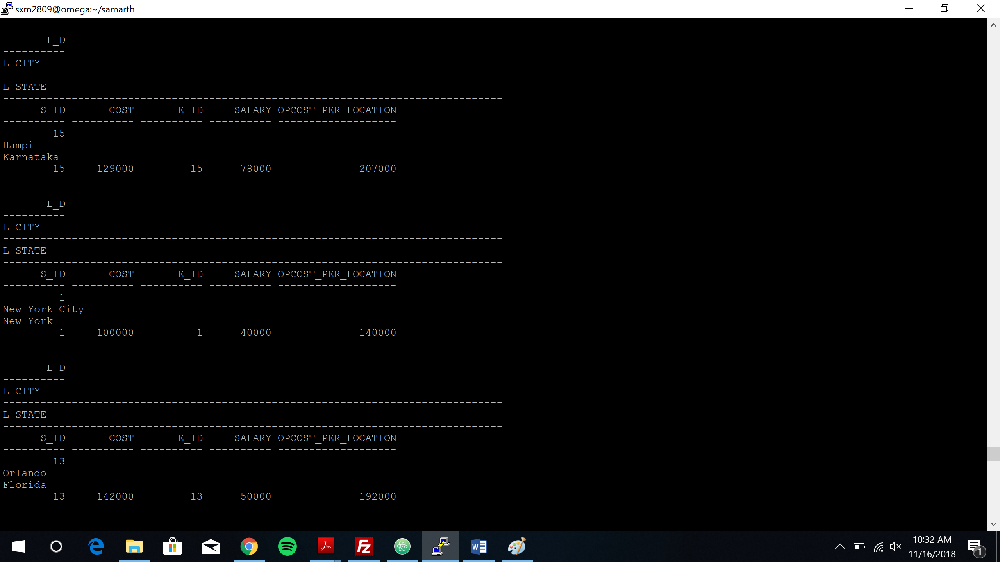 sxm2809@omega:~/samarth
       L_D
----------
L_CITY
--------------------------------------------------------------------------------
L_STATE
--------------------------------------------------------------------------------
      S_ID       COST       E_ID     SALARY OPCOST_PER_LOCATION
---------- ---------- ---------- ---------- -------------------
        15
Hampi
Karnataka
        15     129000         15      78000              207000
       L_D
----------
L_CITY
--------------------------------------------------------------------------------
L_STATE
--------------------------------------------------------------------------------
      S_ID       COST       E_ID     SALARY OPCOST_PER_LOCATION
---------- ---------- ---------- ---------- -------------------
         1
New York City
New York
         1     100000          1      40000              140000
       L_D
----------
L_CITY
--------------------------------------------------------------------------------
L_STATE
--------------------------------------------------------------------------------
      S_ID       COST       E_ID     SALARY OPCOST_PER_LOCATION
---------- ---------- ---------- ---------- -------------------
        13
Orlando
Florida
        13     142000         13      50000              192000
Fz
W
10:32 AM
11/16/2018
1